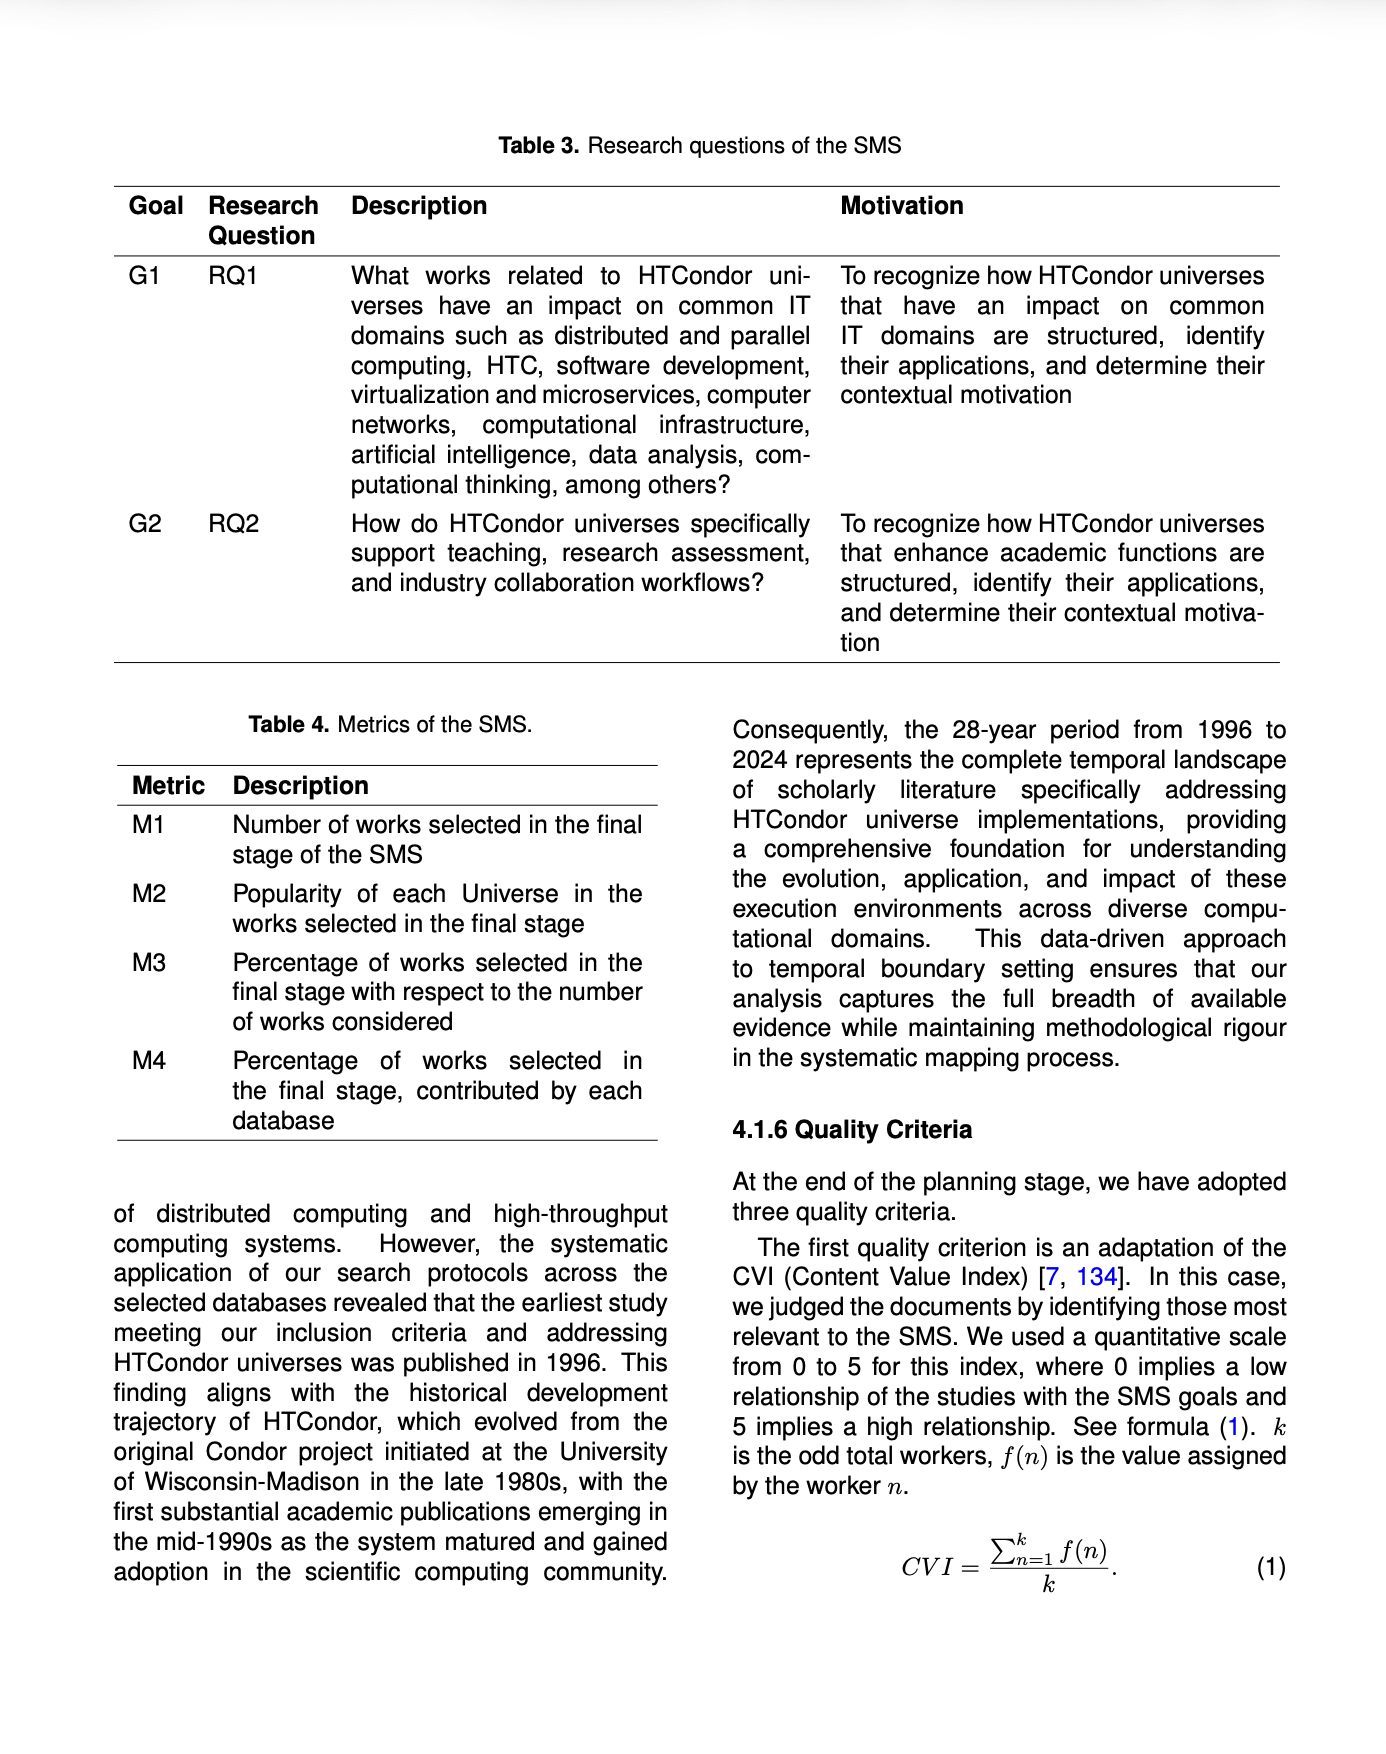 Table 3. Research questions of the SMS
Goal Research Question Description Motivation
G1 RQ1 What works related to HTCondor uni-
verses have an impact on common IT
domains such as distributed and parallel
computing, HTC, software development,
virtualization and microservices, computer
networks, computational infrastructure,
artificial intelligence, data analysis, com-
putational thinking, among others?
To recognize how HTCondor universes
that have an impact on common
IT domains are structured, identify
their applications, and determine their
contextual motivation
G2 RQ2 How do HTCondor universes specifically
support teaching, research assessment,
and industry collaboration workflows?
To recognize how HTCondor universes
that enhance academic functions are
structured, identify their applications,
and determine their contextual motiva-
tion
Table 4. Metrics of the SMS.
Metric Description
M1 Number of works selected in the final
stage of the SMS
M2 Popularity of each Universe in the
works selected in the final stage
M3 Percentage of works selected in the
final stage with respect to the number
of works considered
M4 Percentage of works selected in
the final stage, contributed by each
database
of distributed computing and high-throughput
computing systems. However, the systematic
application of our search protocols across the
selected databases revealed that the earliest study
meeting our inclusion criteria and addressing
HTCondor universes was published in 1996. This
finding aligns with the historical development
trajectory of HTCondor, which evolved from the
original Condor project initiated at the University
of Wisconsin-Madison in the late 1980s, with the
first substantial academic publications emerging in
the mid-1990s as the system matured and gained
adoption in the scientific computing community.
Consequently, the 28-year period from 1996 to
2024 represents the complete temporal landscape
of scholarly literature specifically addressing
HTCondor universe implementations, providing
a comprehensive foundation for understanding
the evolution, application, and impact of these
execution environments across diverse compu-
tational domains. This data-driven approach
to temporal boundary setting ensures that our
analysis captures the full breadth of available
evidence while maintaining methodological rigour
in the systematic mapping process.
4.1.6 Quality Criteria
At the end of the planning stage, we have adopted
three quality criteria.
The first quality criterion is an adaptation of the
CVI (Content Value Index) [7, 134]. In this case,
we judged the documents by identifying those most
relevant to the SMS. We used a quantitative scale
from 0 to 5 for this index, where 0 implies a low
relationship of the studies with the SMS goals and
5 implies a high relationship. See formula (1). k
is the odd total workers, f(n) is the value assigned
by the worker n.
CVI = ∑ᵏₙ₌₁ f(n) / k. (1)